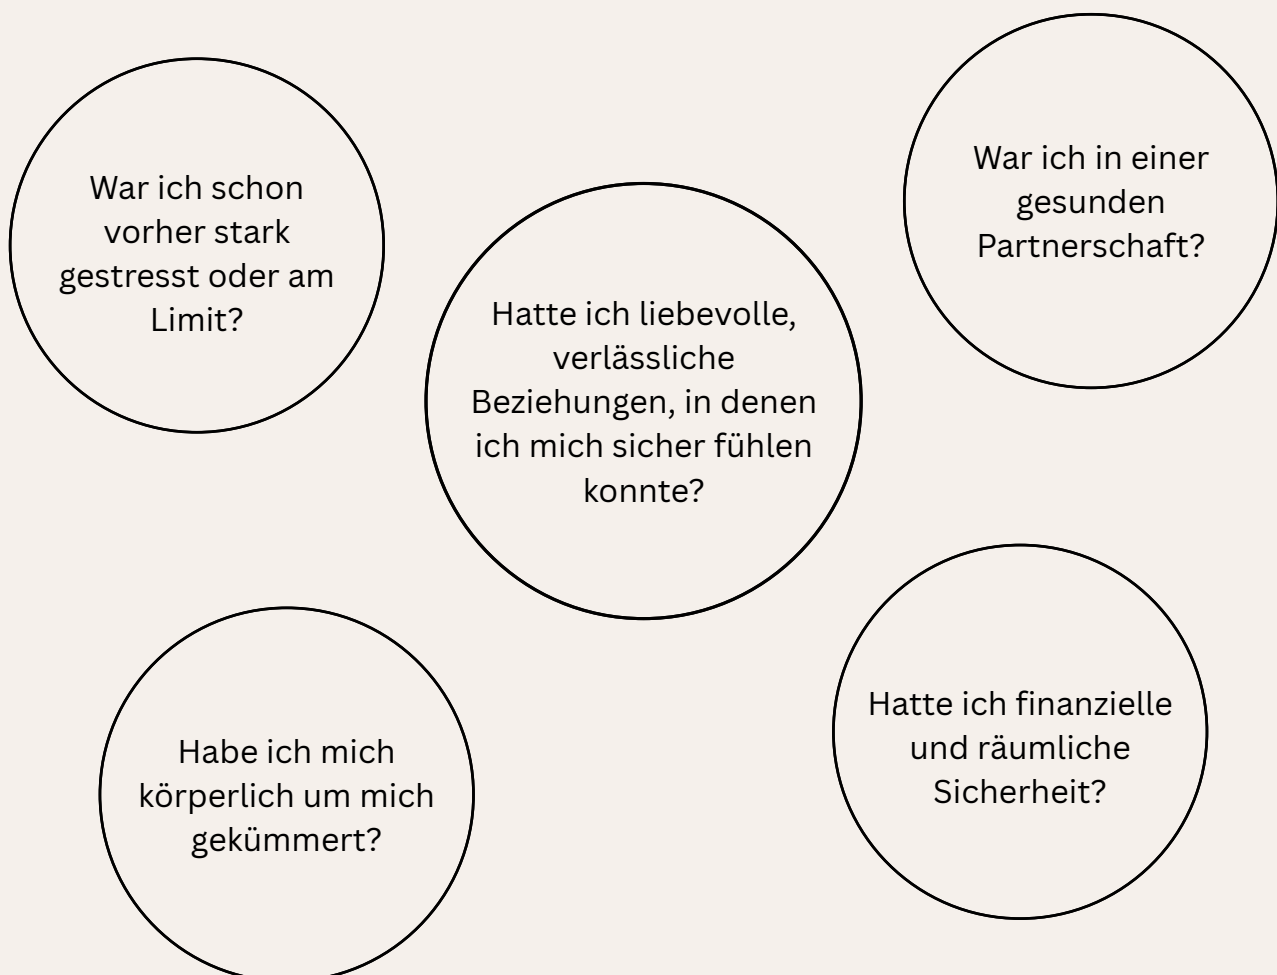 War ich schon
vorher stark
gestresst oder am
Limit?
War ich in einer
gesunden
Partnerschaft?
Hatte ich liebevolle,
verlässliche
Beziehungen, in denen
ich mich sicher fühlen
konnte?
Habe ich mich
körperlich um mich
gekümmert?
Hatte ich finanzielle
und räumliche
Sicherheit?